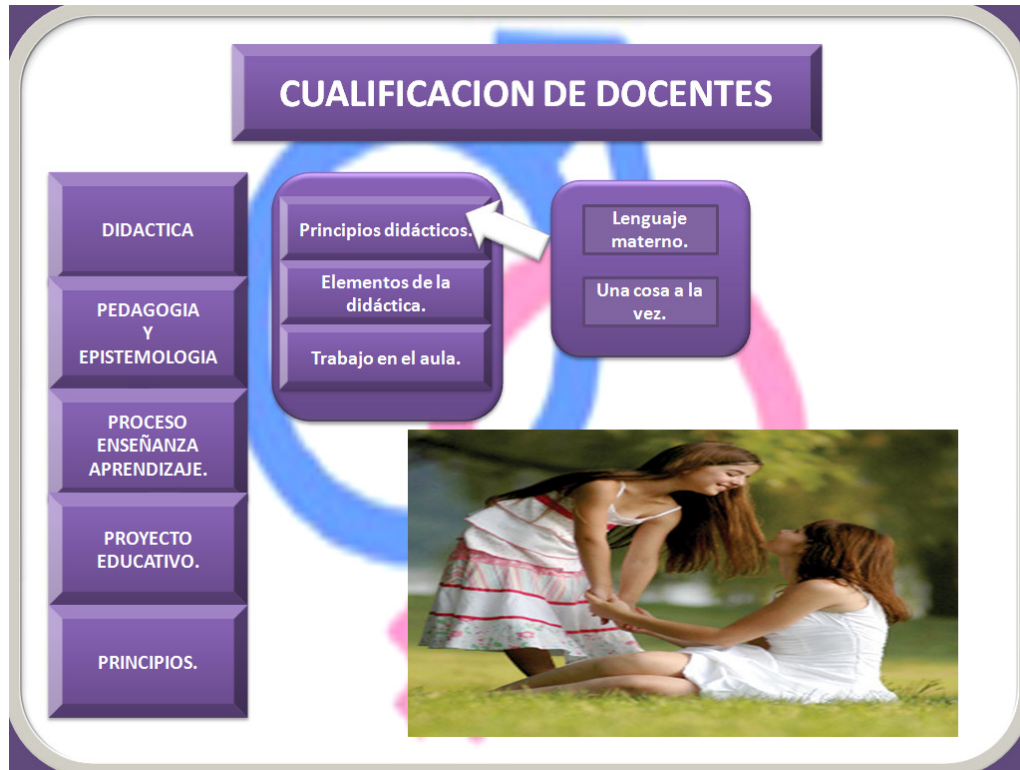 CUALIFICACION DE DOCENTES
DIDACTICA
PEDAGOGIA
Y
EPISTEMOLOGIA
PROCESO
ENSEÑANZA
APRENDIZAJE.
PROYECTO
EDUCATIVO.
PRINCIPIOS.
Principios didácticos.
Elementos de la
didáctica.
Trabajo en el aula.
Lenguaje
materno.
Una cosa a la
vez.